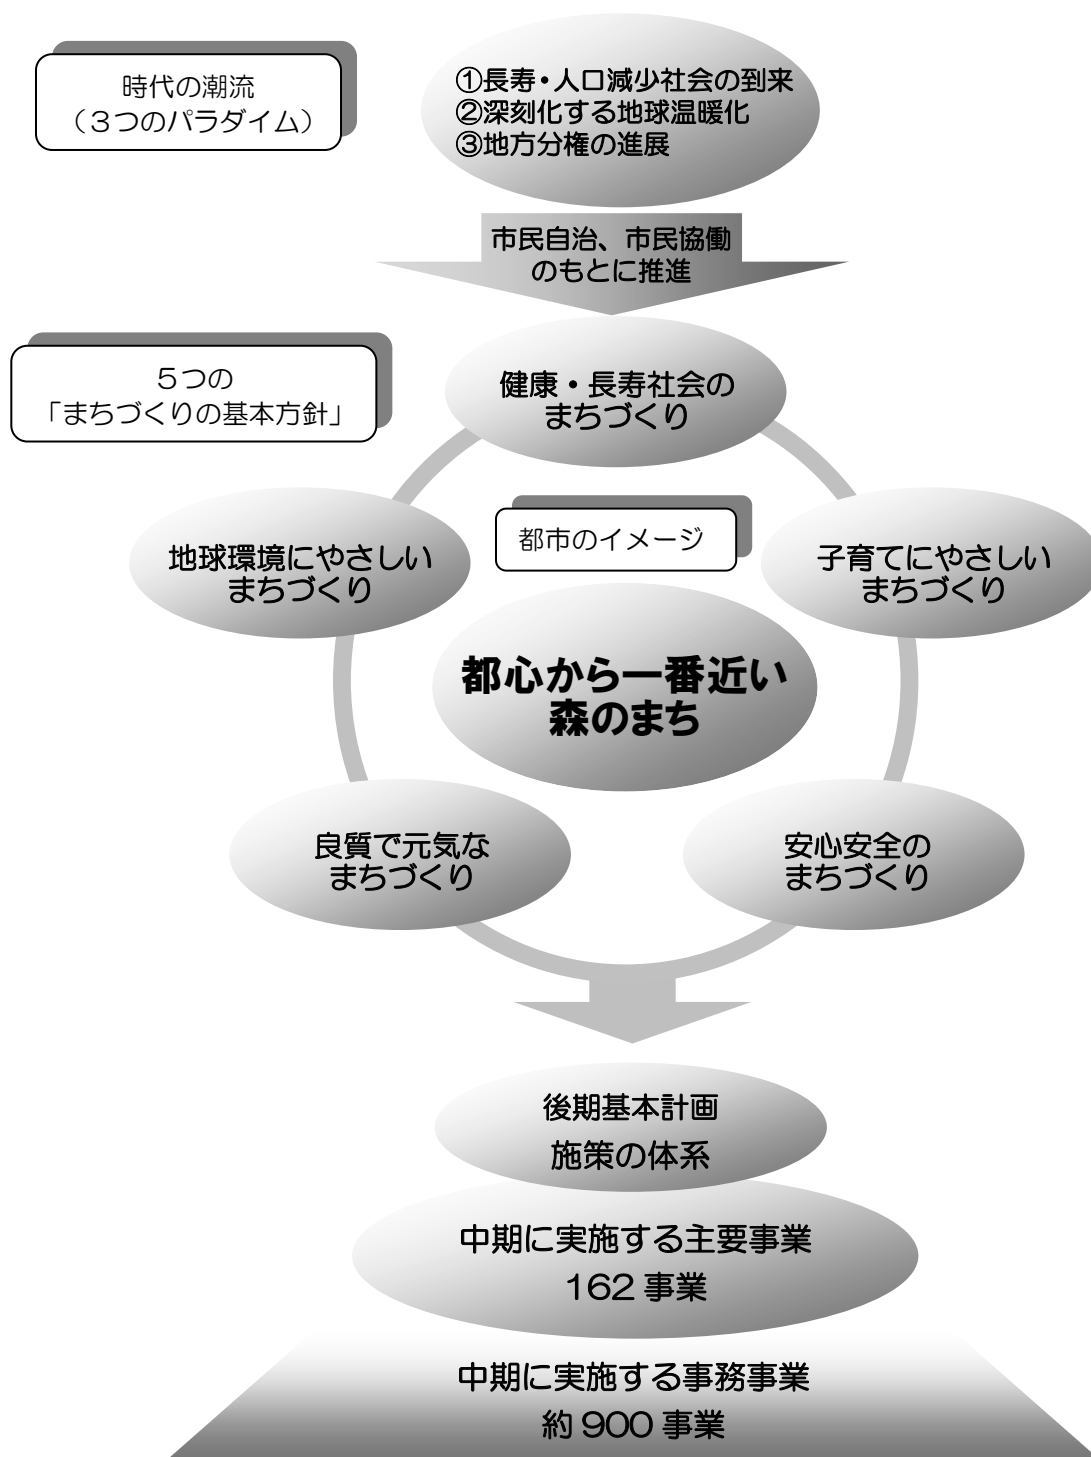 時代の潮流
（３つのパラダイム）
①長寿・人口減少社会の到来
②深刻化する地球温暖化
③地方分権の進展
市民自治、市民協働
のもとに推進
５つの
「まちづくりの基本方針」
健康・長寿社会の
まちづくり
都市のイメージ
地球環境にやさしい
まちづくり
子育てにやさしい
まちづくり
都心から一番近い
森のまち
良質で元気な
まちづくり
安心安全の
まちづくり
後期基本計画
施策の体系
中期に実施する主要事業
162 事業
中期に実施する事務事業
約 900 事業